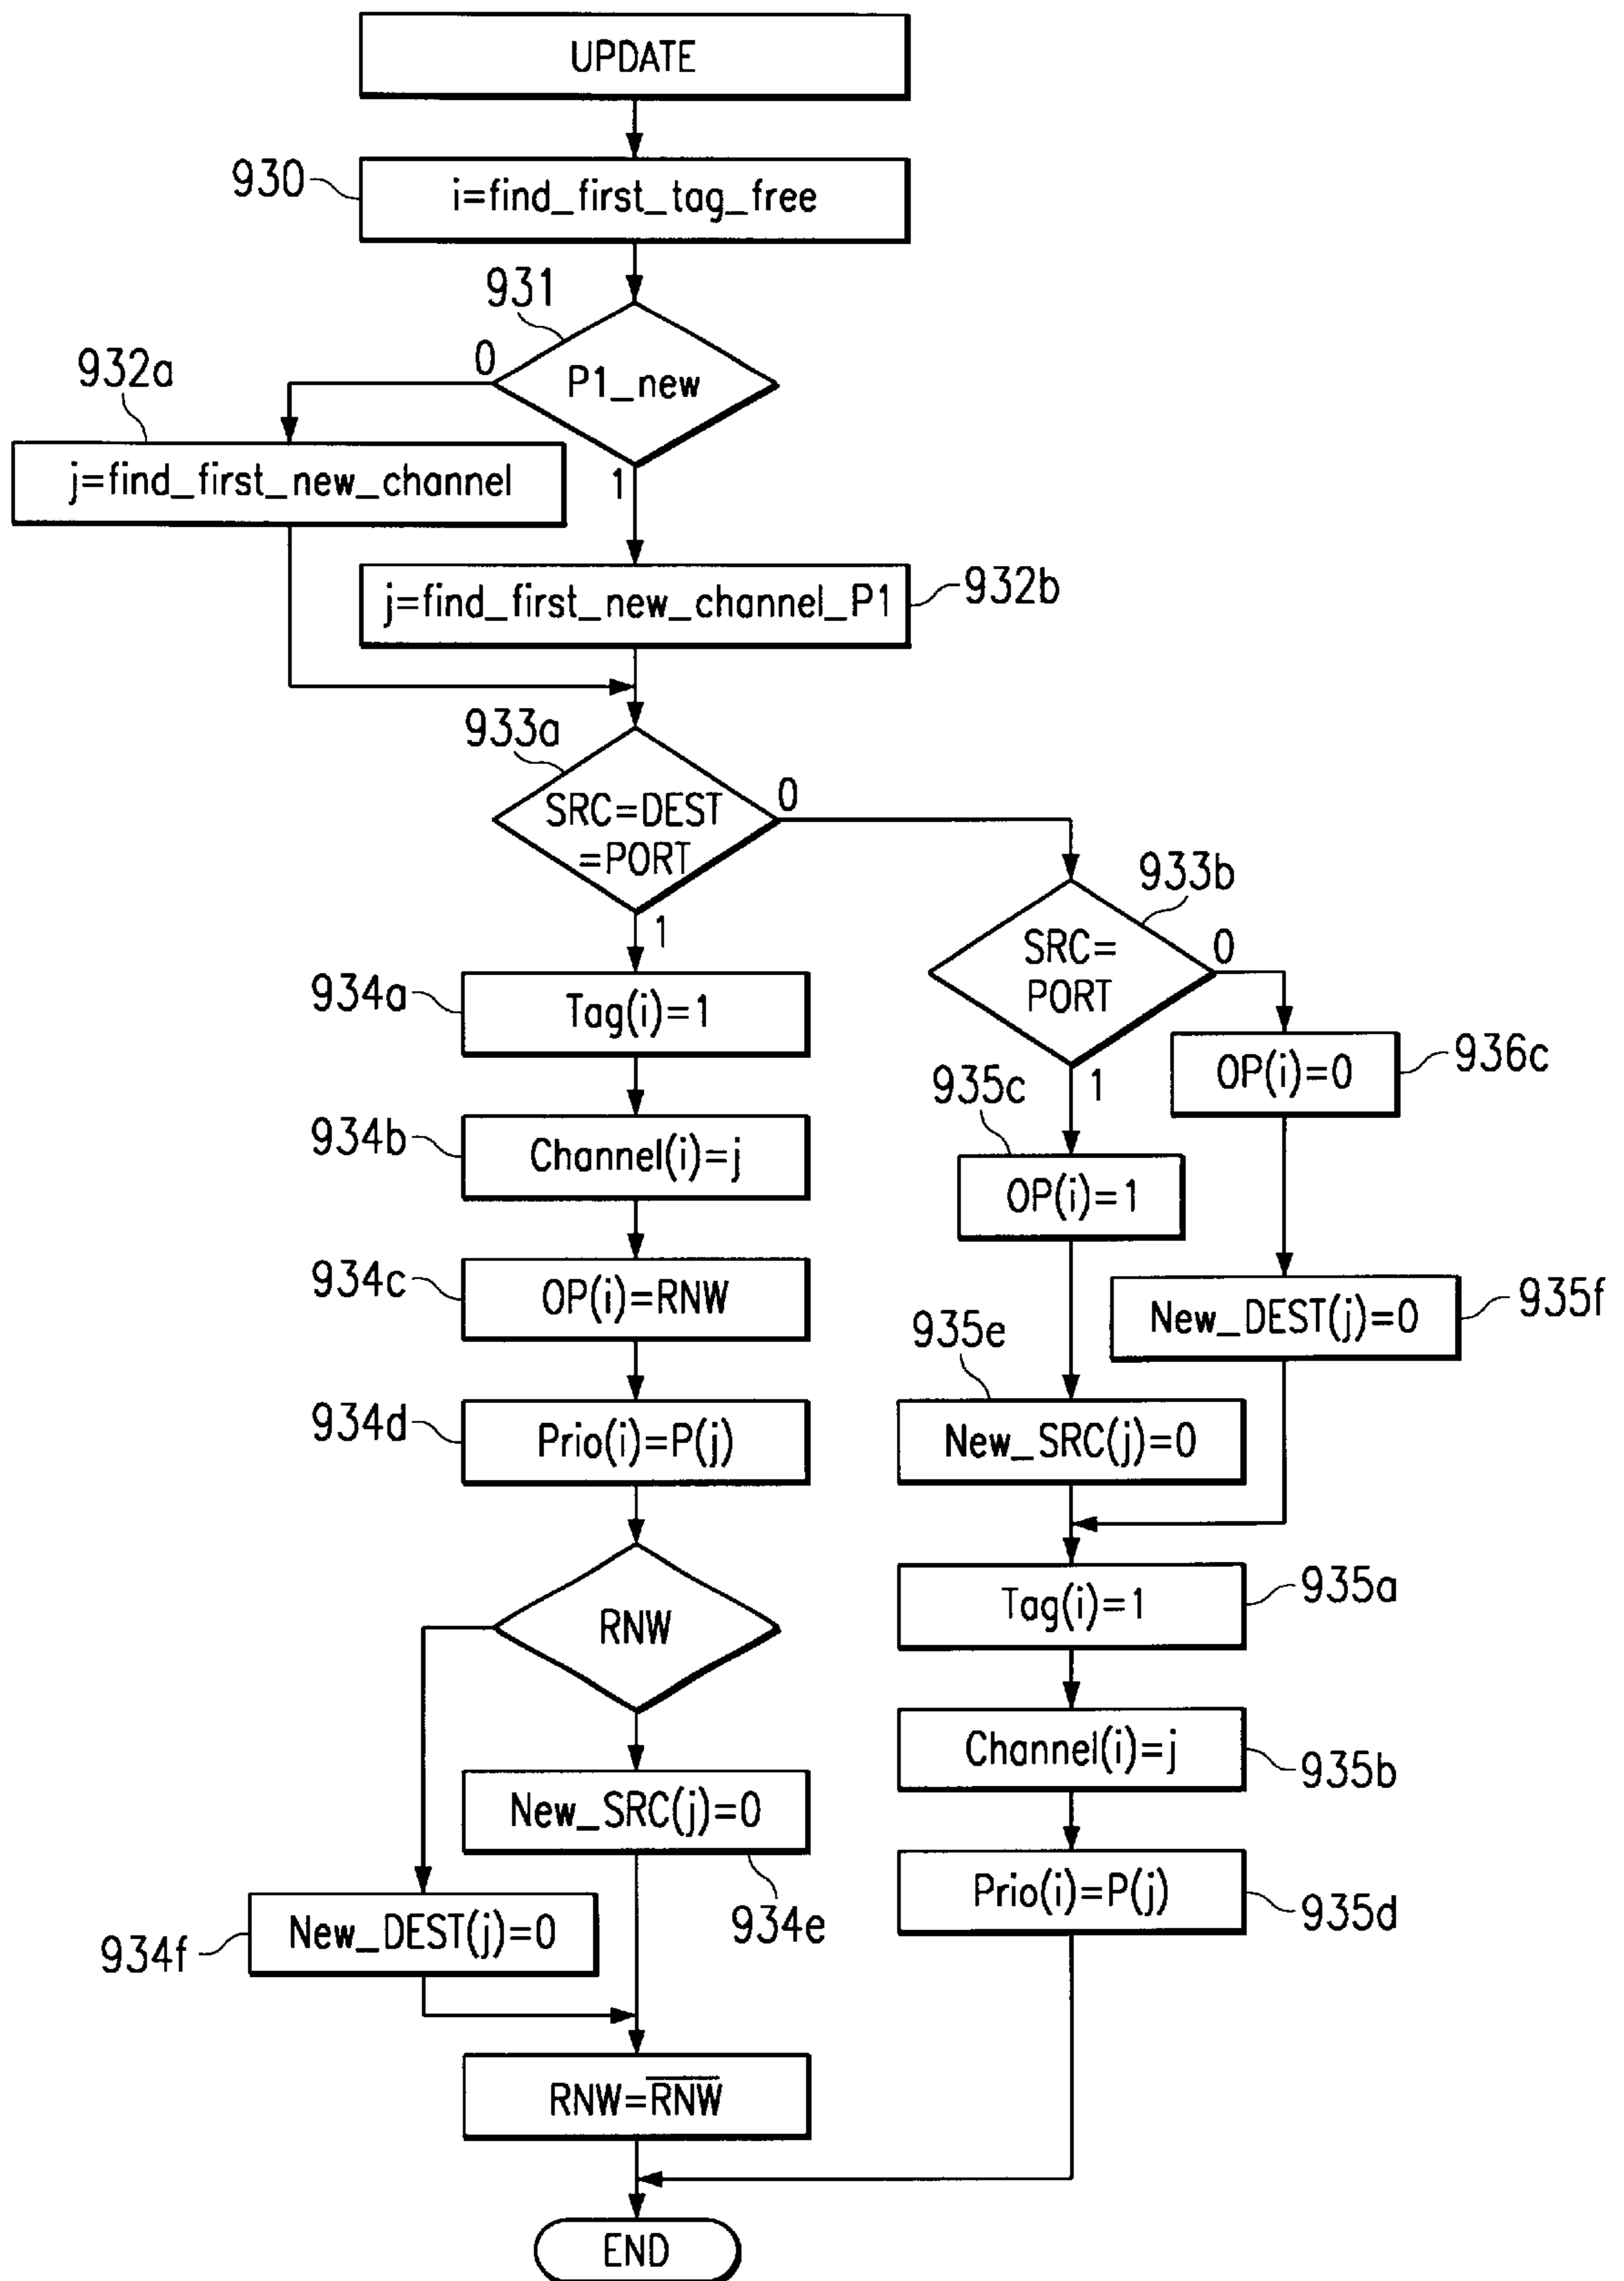 UPDATE
930
i=find_first_tag_free
931
0
P1_new
1
932a
j=find_first_new_channel
j=find_first_new_channel_P1
932b
933a
SRC=DEST
=PORT
0
1
933b
SRC=
PORT
0
1
934a
Tag(i)=1
936c
OP(i)=0
935c
OP(i)=1
934b
Channel(i)=j
934c
OP(i)=RNW
935f
New_DEST(j)=0
935e
New_SRC(j)=0
934d
Prio(i)=P(j)
RNW
935a
Tag(i)=1
935b
Channel(i)=j
New_SRC(j)=0
934e
935d
Prio(i)=P(j)
934f
New_DEST(j)=0
RNW=R̅N̅W̅
END